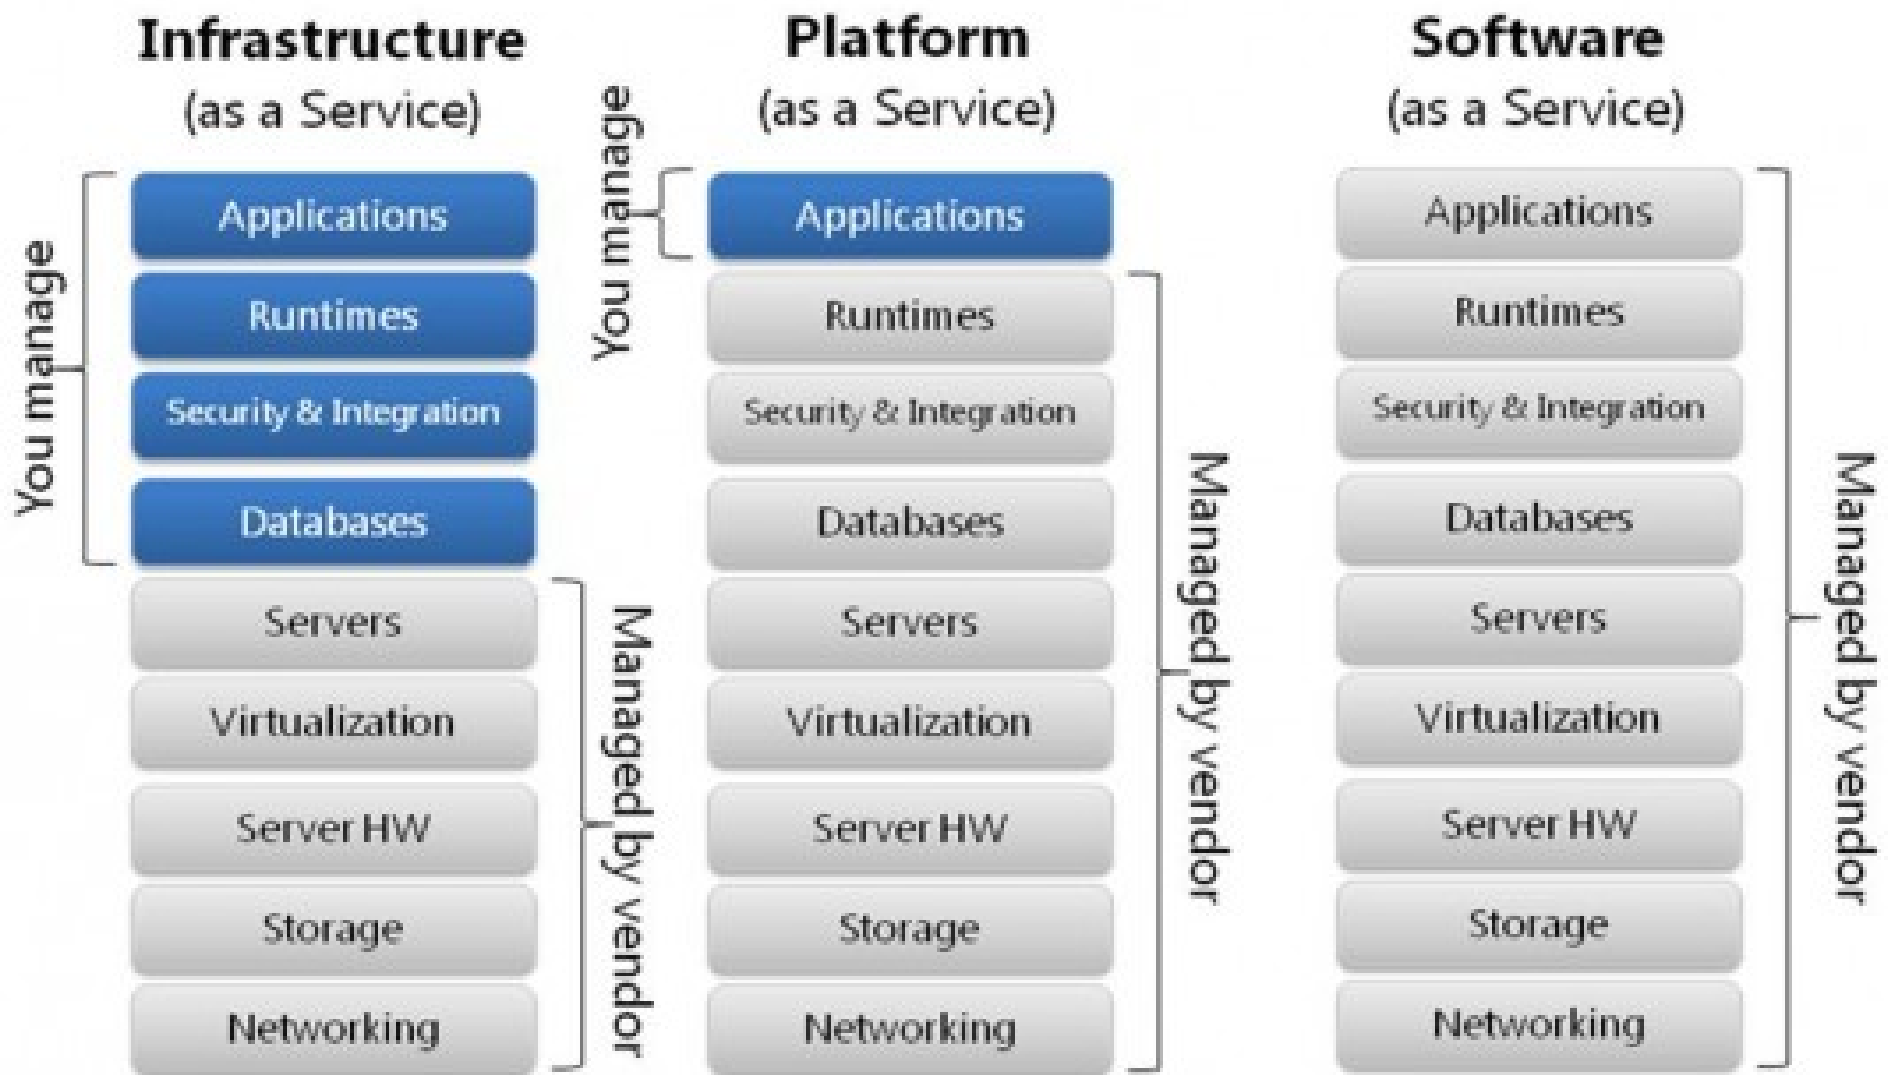 Infrastructure
(as a Service)
You manage
Applications
Runtimes
Security & Integration
Databases
Servers
Virtualization
Server HW
Storage
Networking
Managed by vendor
Platform
(as a Service)
You manage
Applications
Runtimes
Security & Integration
Databases
Servers
Virtualization
Server HW
Storage
Networking
Managed by vendor
Software
(as a Service)
Applications
Runtimes
Security & Integration
Databases
Servers
Virtualization
Server HW
Storage
Networking
Managed by vendor